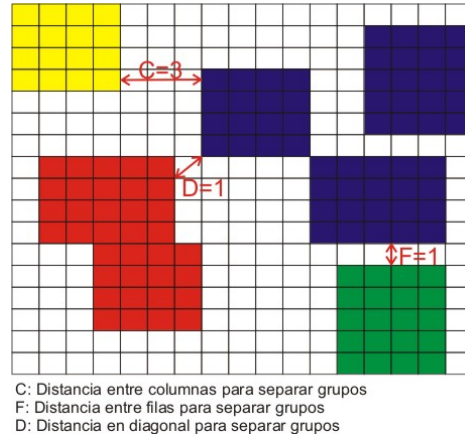 C=3
D=1
F=1
C: Distancia entre columnas para separar grupos
F: Distancia entre filas para separar grupos
D: Distancia en diagonal para separar grupos